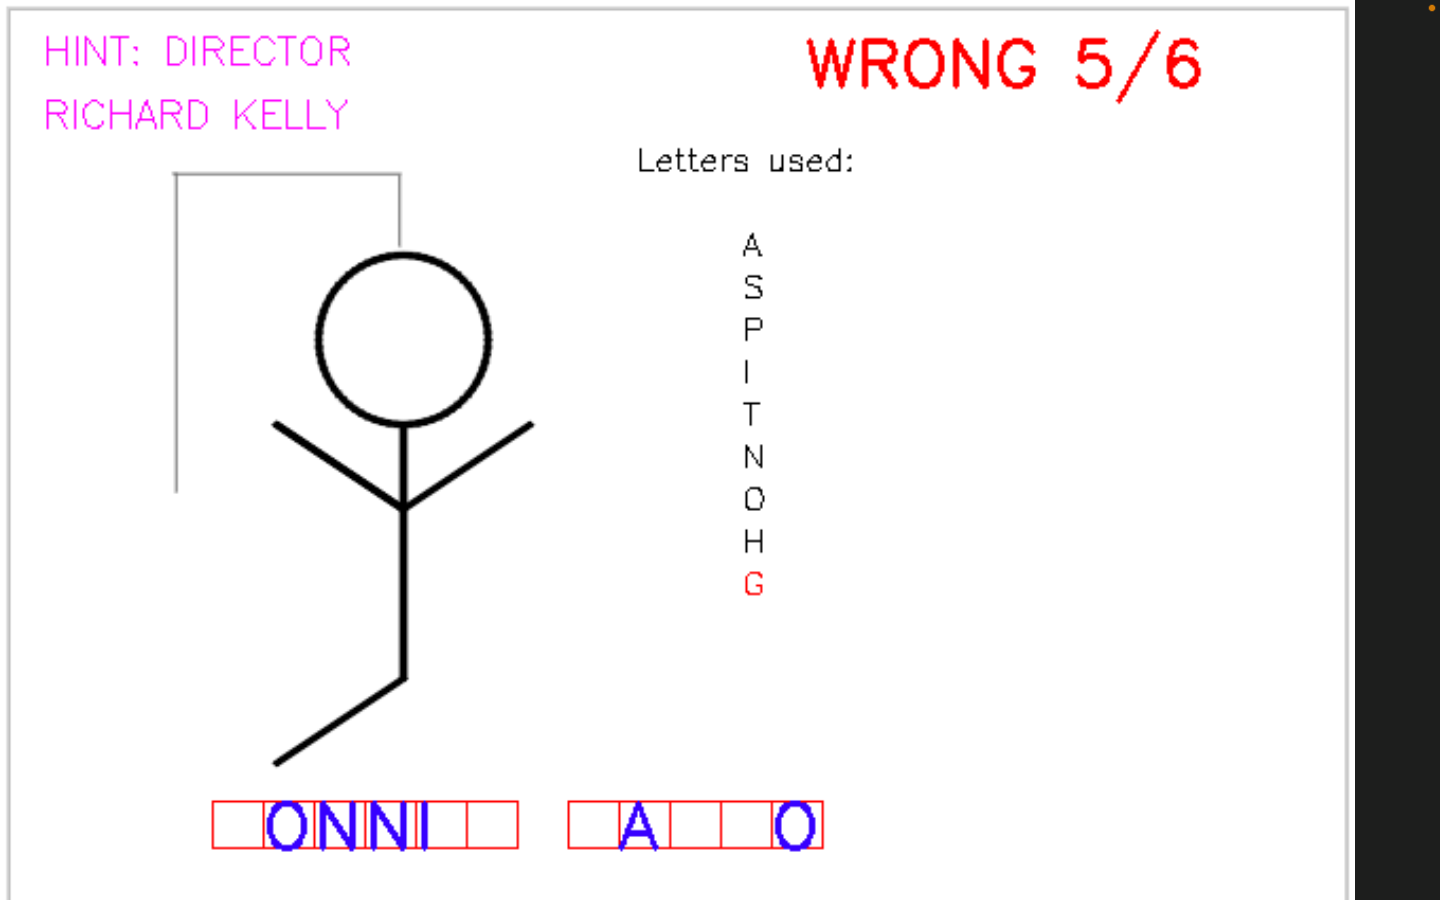 HINT: DIRECTOR
RICHARD KELLY
WRONG 5/6
Letters used:
A
S
P
I
T
N
O
H
G
ONNI A O